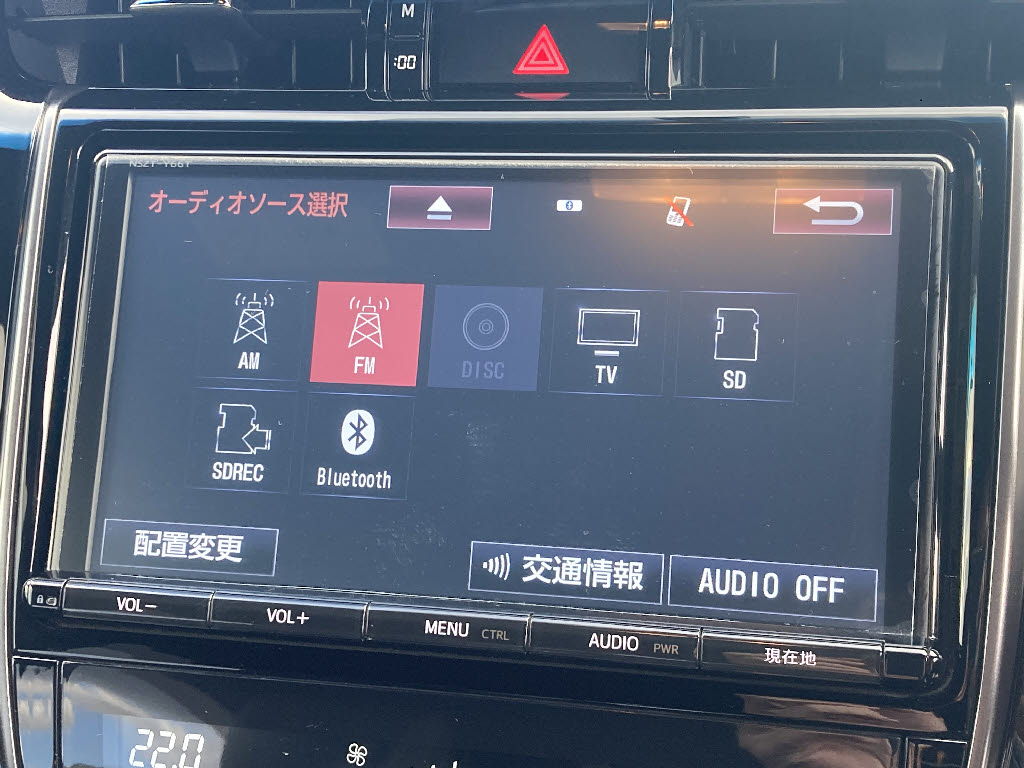 M
:00
NSZT-Y66T
オーディオソース選択
AM
FM
DISC
TV
SD
SDREC
Bluetooth
配置変更
交通情報
AUDIO OFF
VOL−
VOL+
MENU CTRL
AUDIO PWR
現在地
22.0